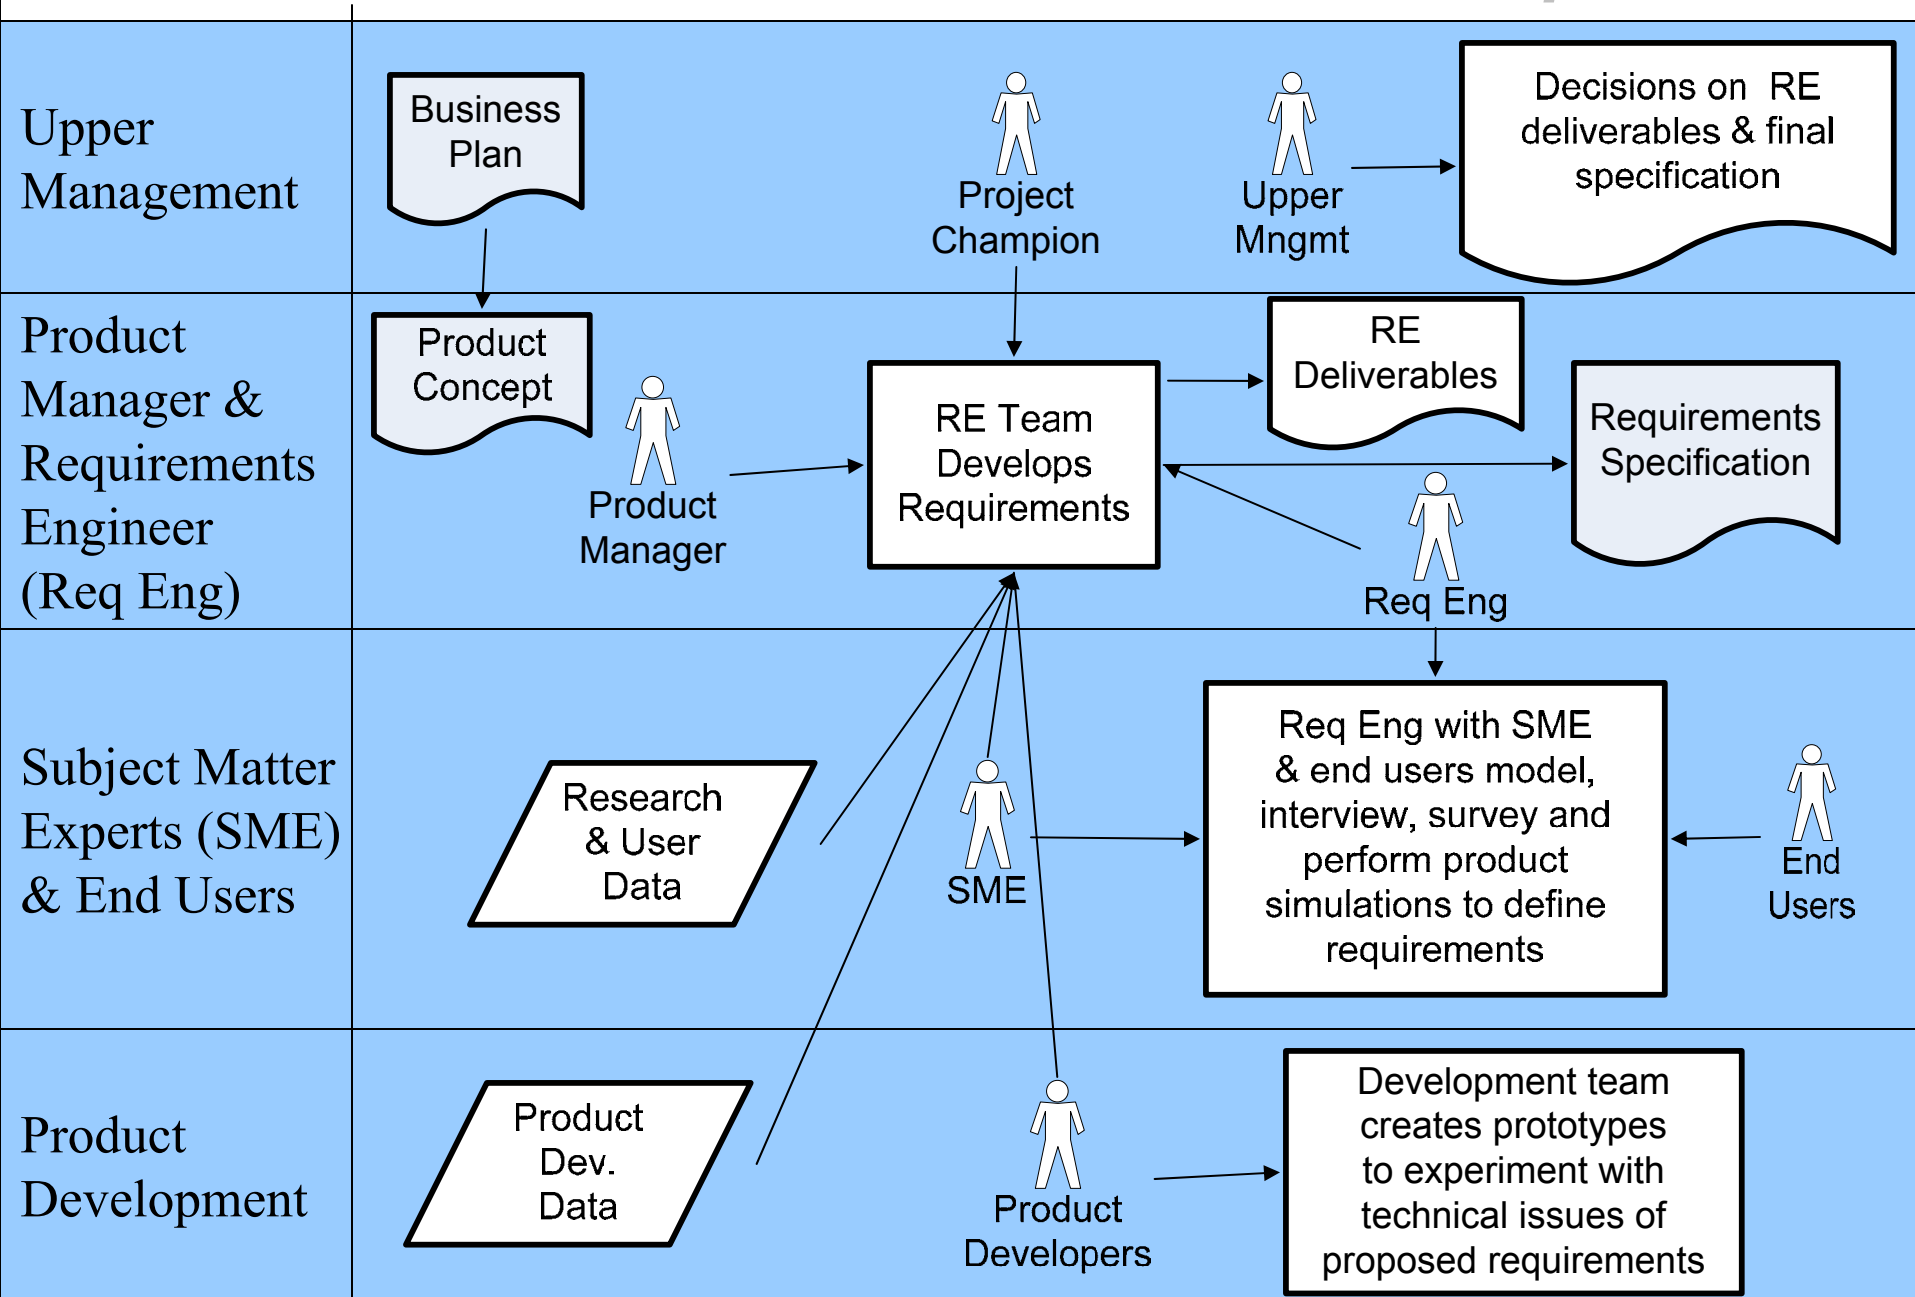 Upper
Management
Business
Plan
Project
Champion
Upper
Mngmt
Decisions on RE
deliverables & final
specification
Product
Manager &
Requirements
Engineer
(Req Eng)
Product
Concept
Product
Manager
RE Team
Develops
Requirements
RE
Deliverables
Requirements
Specification
Req Eng
Subject Matter
Experts (SME)
& End Users
Research
& User
Data
SME
Req Eng with SME
& end users model,
interview, survey and
perform product
simulations to define
requirements
End
Users
Product
Development
Product
Dev.
Data
Product
Developers
Development team
creates prototypes
to experiment with
technical issues of
proposed requirements